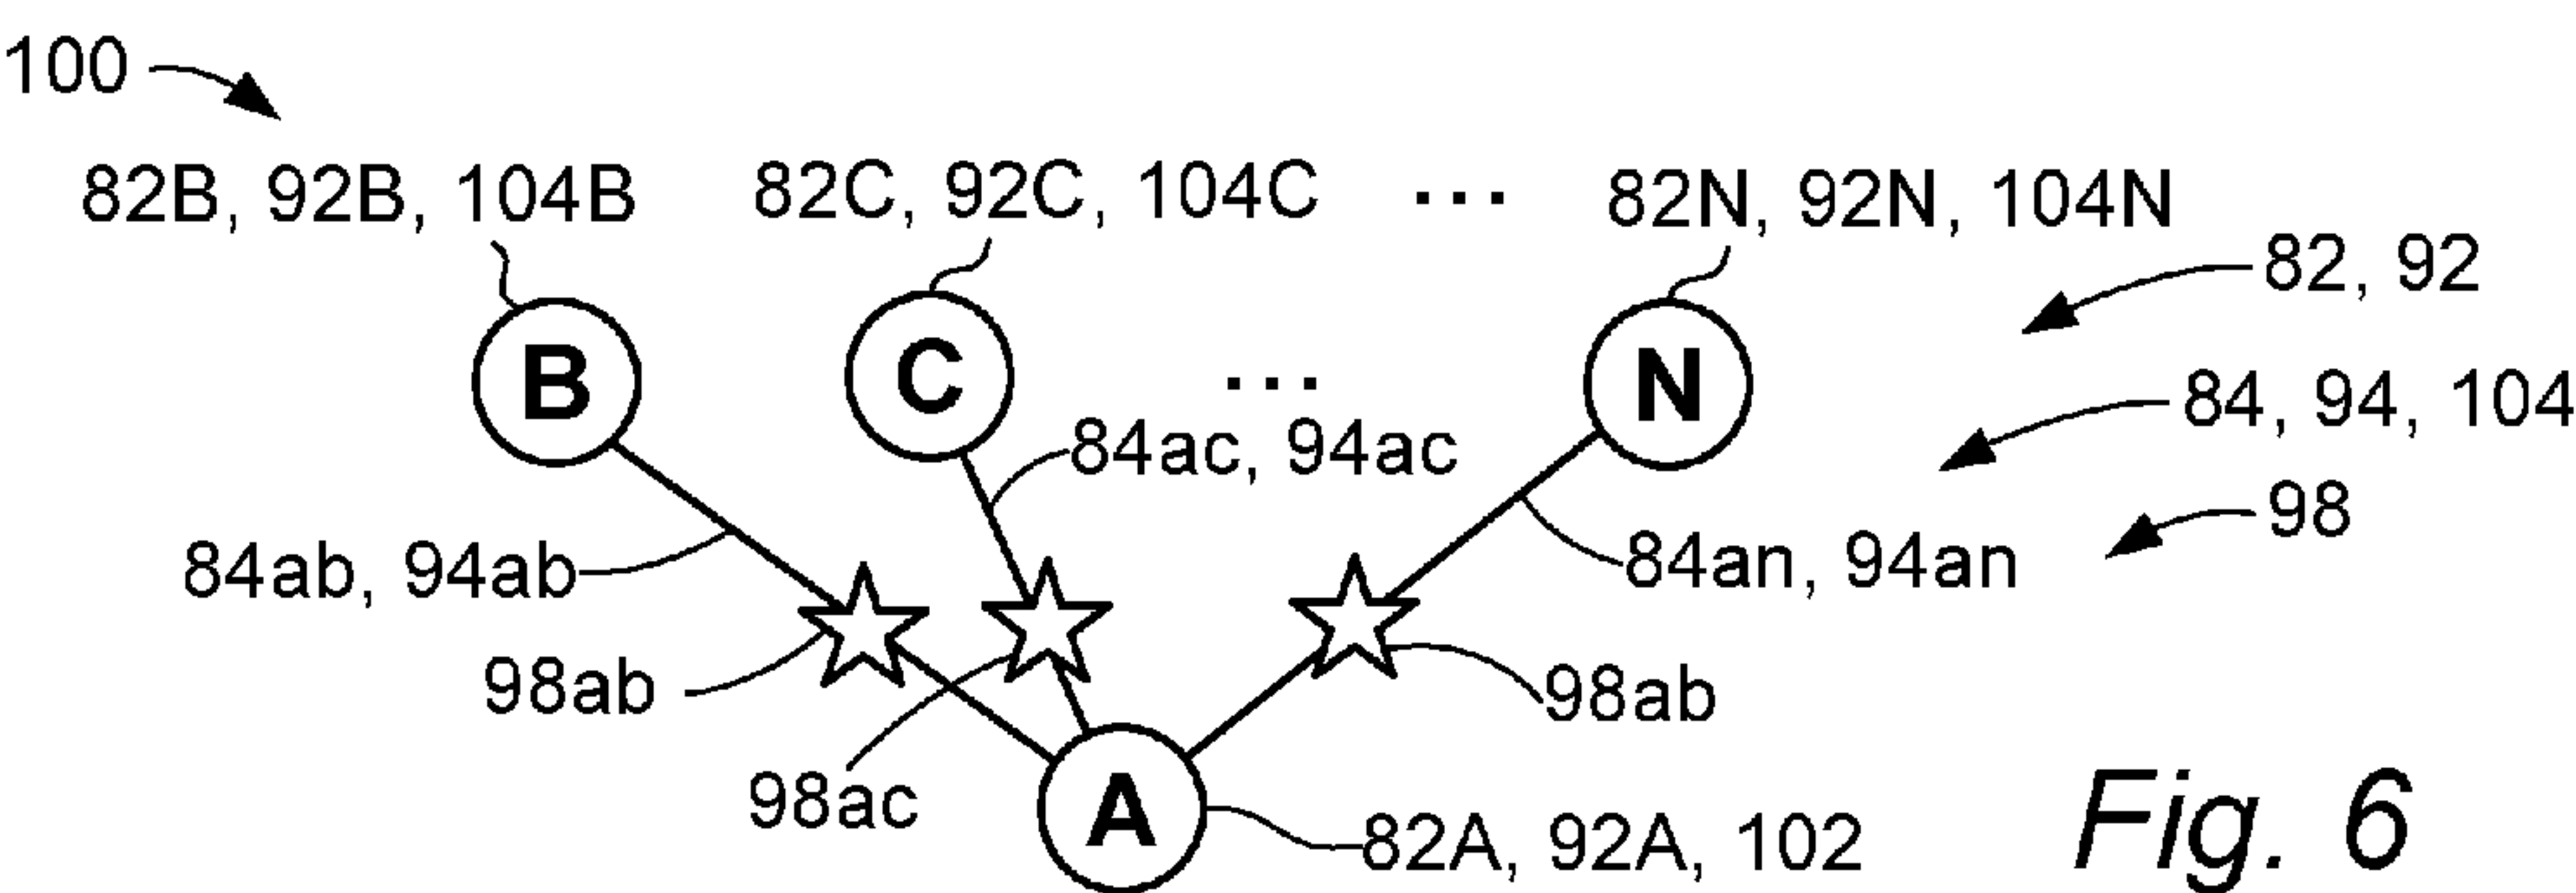 100
82B, 92B, 104B
82C, 92C, 104C
...
82N, 92N, 104N
82, 92
B
C
...
N
84, 94, 104
84ac, 94ac
98
84ab, 94ab
84an, 94an
98ab
98ab
98ac
A
82A, 92A, 102
Fig. 6